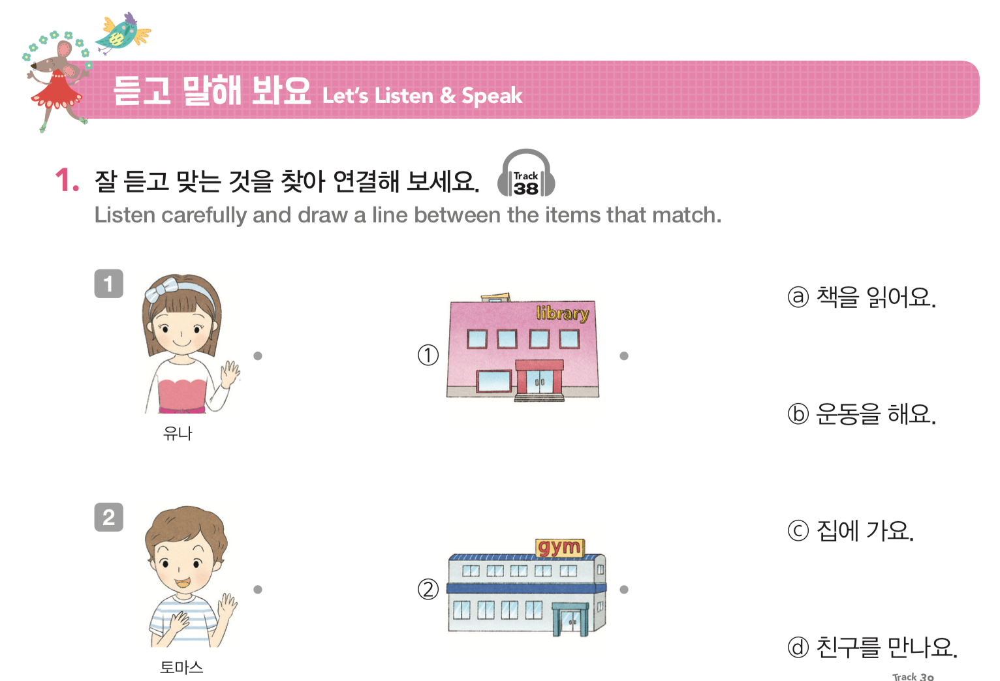 듣고 말해 봐요 Let's Listen & Speak
1. 잘 듣고 맞는 것을 찾아 연결해 보세요. Track 38
Listen carefully and draw a line between the items that match.
1
유나
① library
ⓐ 책을 읽어요.
ⓑ 운동을 해요.
2
토마스
② gym
ⓒ 집에 가요.
ⓓ 친구를 만나요.
Track